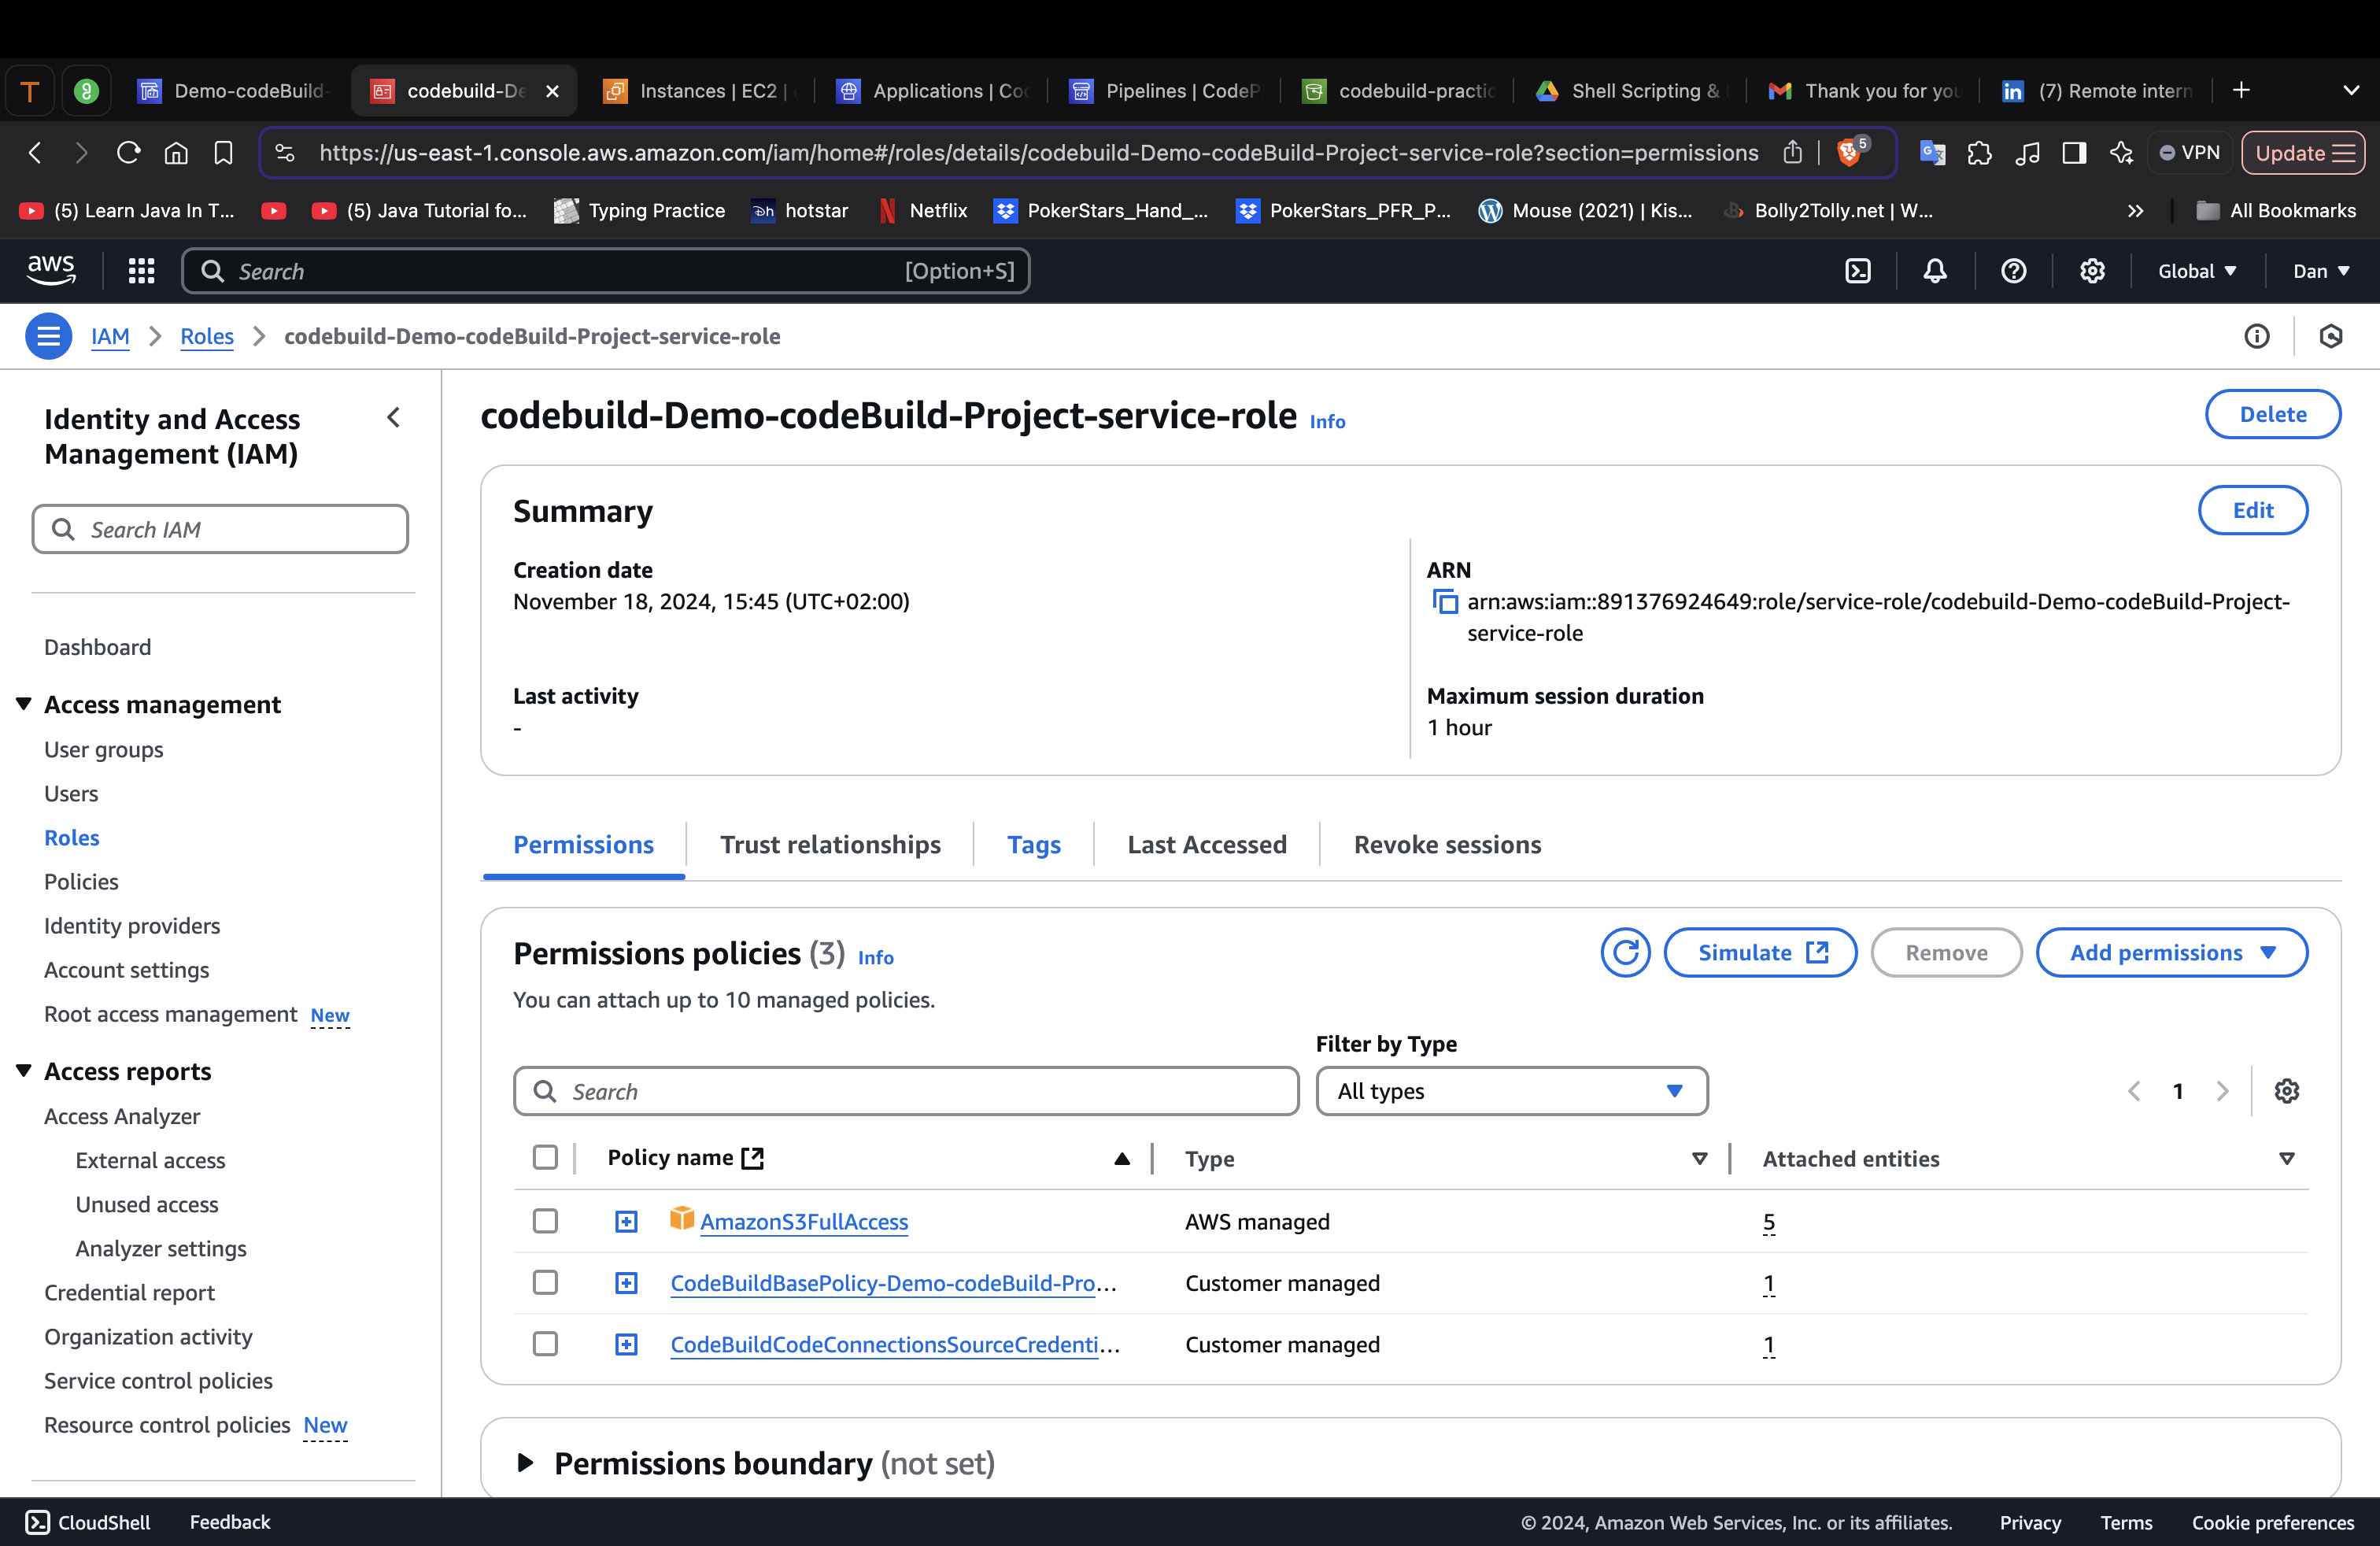 T
Demo-codeBuild-
codebuild-De
Instances | EC2 |
Applications | Co
Pipelines | CodeP
codebuild-practic
Shell Scripting &
Thank you for you
in
(7) Remote intern
https://us-east-1.console.aws.amazon.com/iam/home#/roles/details/codebuild-Demo-codeBuild-Project-service-role?section=permissions
5
VPN
Update
(5) Learn Java In T...
(5) Java Tutorial fo...
Typing Practice
hotstar
Netflix
PokerStars_Hand_...
PokerStars_PFR_P...
Mouse (2021) | Kis...
Bolly2Tolly.net | W...
All Bookmarks
aws
Search
[Option+S]
Global
Dan
IAM
Roles
codebuild-Demo-codeBuild-Project-service-role
Identity and Access
Management (IAM)
Search IAM
Dashboard
Access management
User groups
Users
Roles
Policies
Identity providers
Account settings
Root access management New
Access reports
Access Analyzer
External access
Unused access
Analyzer settings
Credential report
Organization activity
Service control policies
Resource control policies New
codebuild-Demo-codeBuild-Project-service-role Info
Delete
Summary
Edit
Creation date
November 18, 2024, 15:45 (UTC+02:00)
ARN
arn:aws:iam::891376924649:role/service-role/codebuild-Demo-codeBuild-Project-
service-role
Last activity
-
Maximum session duration
1 hour
Permissions
Trust relationships
Tags
Last Accessed
Revoke sessions
Permissions policies (3) Info
Simulate
Remove
Add permissions
You can attach up to 10 managed policies.
Filter by Type
Search
All types
1
Policy name
Type
Attached entities
AmazonS3FullAccess
AWS managed
5
CodeBuildBasePolicy-Demo-codeBuild-Pro...
Customer managed
1
CodeBuildCodeConnectionsSourceCredenti...
Customer managed
1
Permissions boundary (not set)
CloudShell
Feedback
© 2024, Amazon Web Services, Inc. or its affiliates.
Privacy
Terms
Cookie preferences